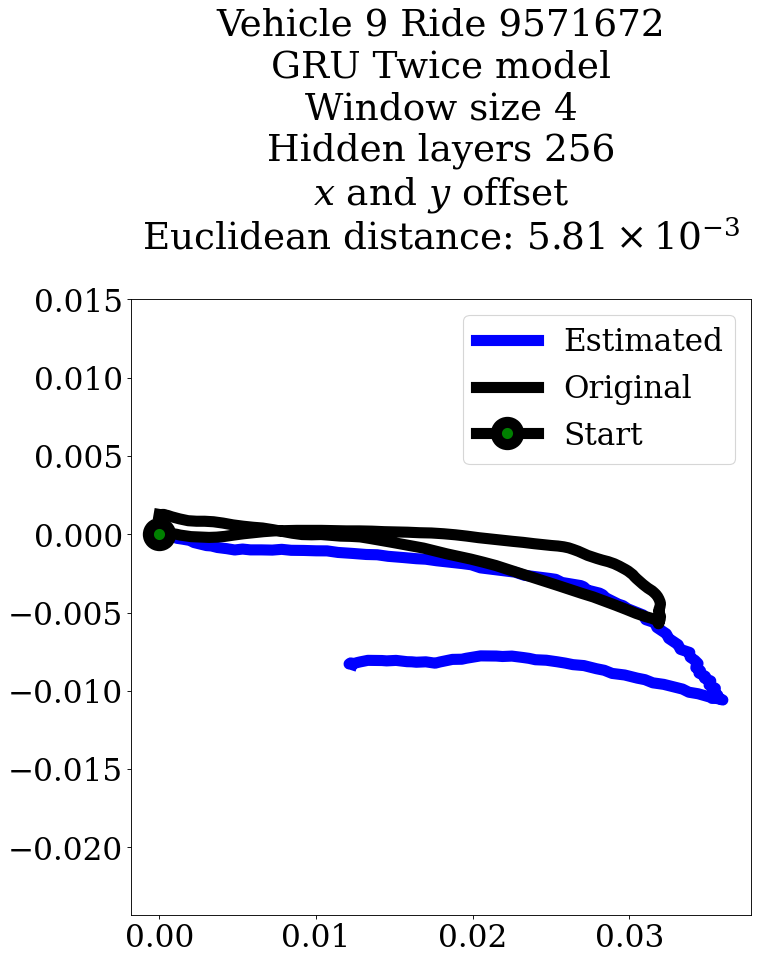 Vehicle 9 Ride 9571672
GRU Twice model
Window size 4
Hidden layers 256
x and y offset
Euclidean distance: 5.81 × 10⁻³
Estimated
Original
Start
0.015
0.010
0.005
0.000
−0.005
−0.010
−0.015
−0.020
0.00 0.01 0.02 0.03